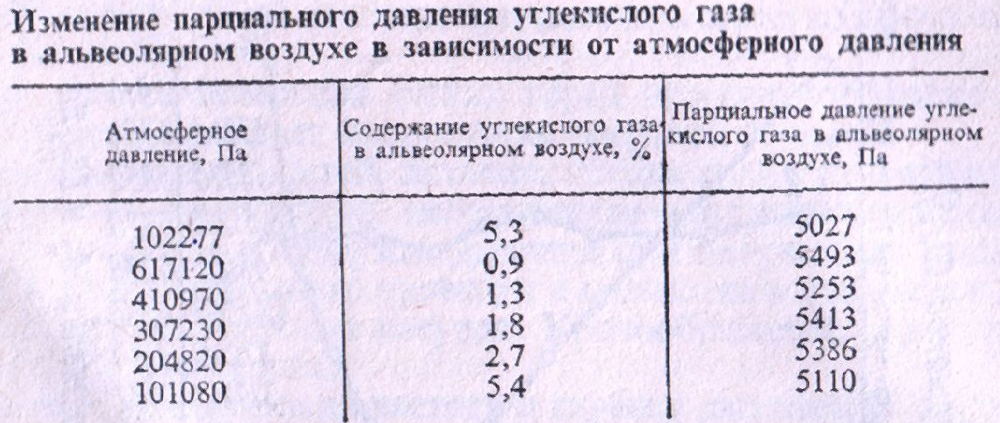 Изменение парциального давления углекислого газа
в альвеолярном воздухе в зависимости от атмосферного давления
Атмосферное
давление, Па
Содержание углекислого газа
в альвеолярном воздухе, %
Парциальное давление угле-
кислого газа в альвеолярном
воздухе, Па
102277 5,3 5027
617120 0,9 5493
410970 1,3 5253
307230 1,8 5413
204820 2,7 5386
101080 5,4 5110